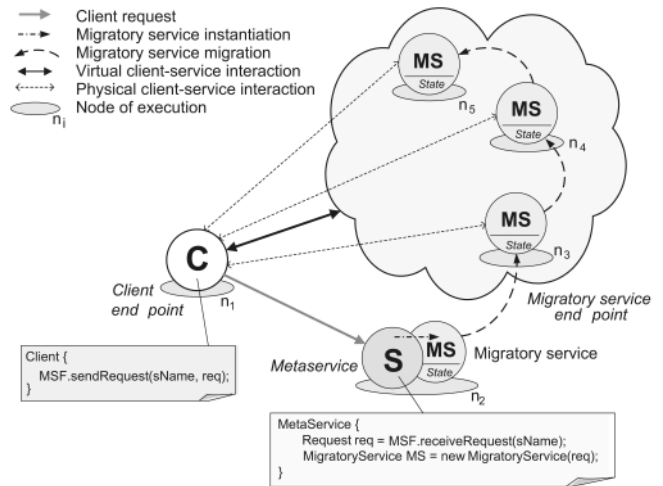 Client request
Migratory service instantiation
Migratory service migration
Virtual client-service interaction
Physical client-service interaction
Node of execution
n i
MS
State
n5
MS
State
n4
MS
State
n3
C
n1
Client
end point
Migratory service
end point
Metaservice
S
MS
State
Migratory service
n2
Client {
MSF.sendRequest(sName, req);
}
MetaService {
Request req = MSF.receiveRequest(sName);
MigratoryService MS = new MigratoryService(req);
}